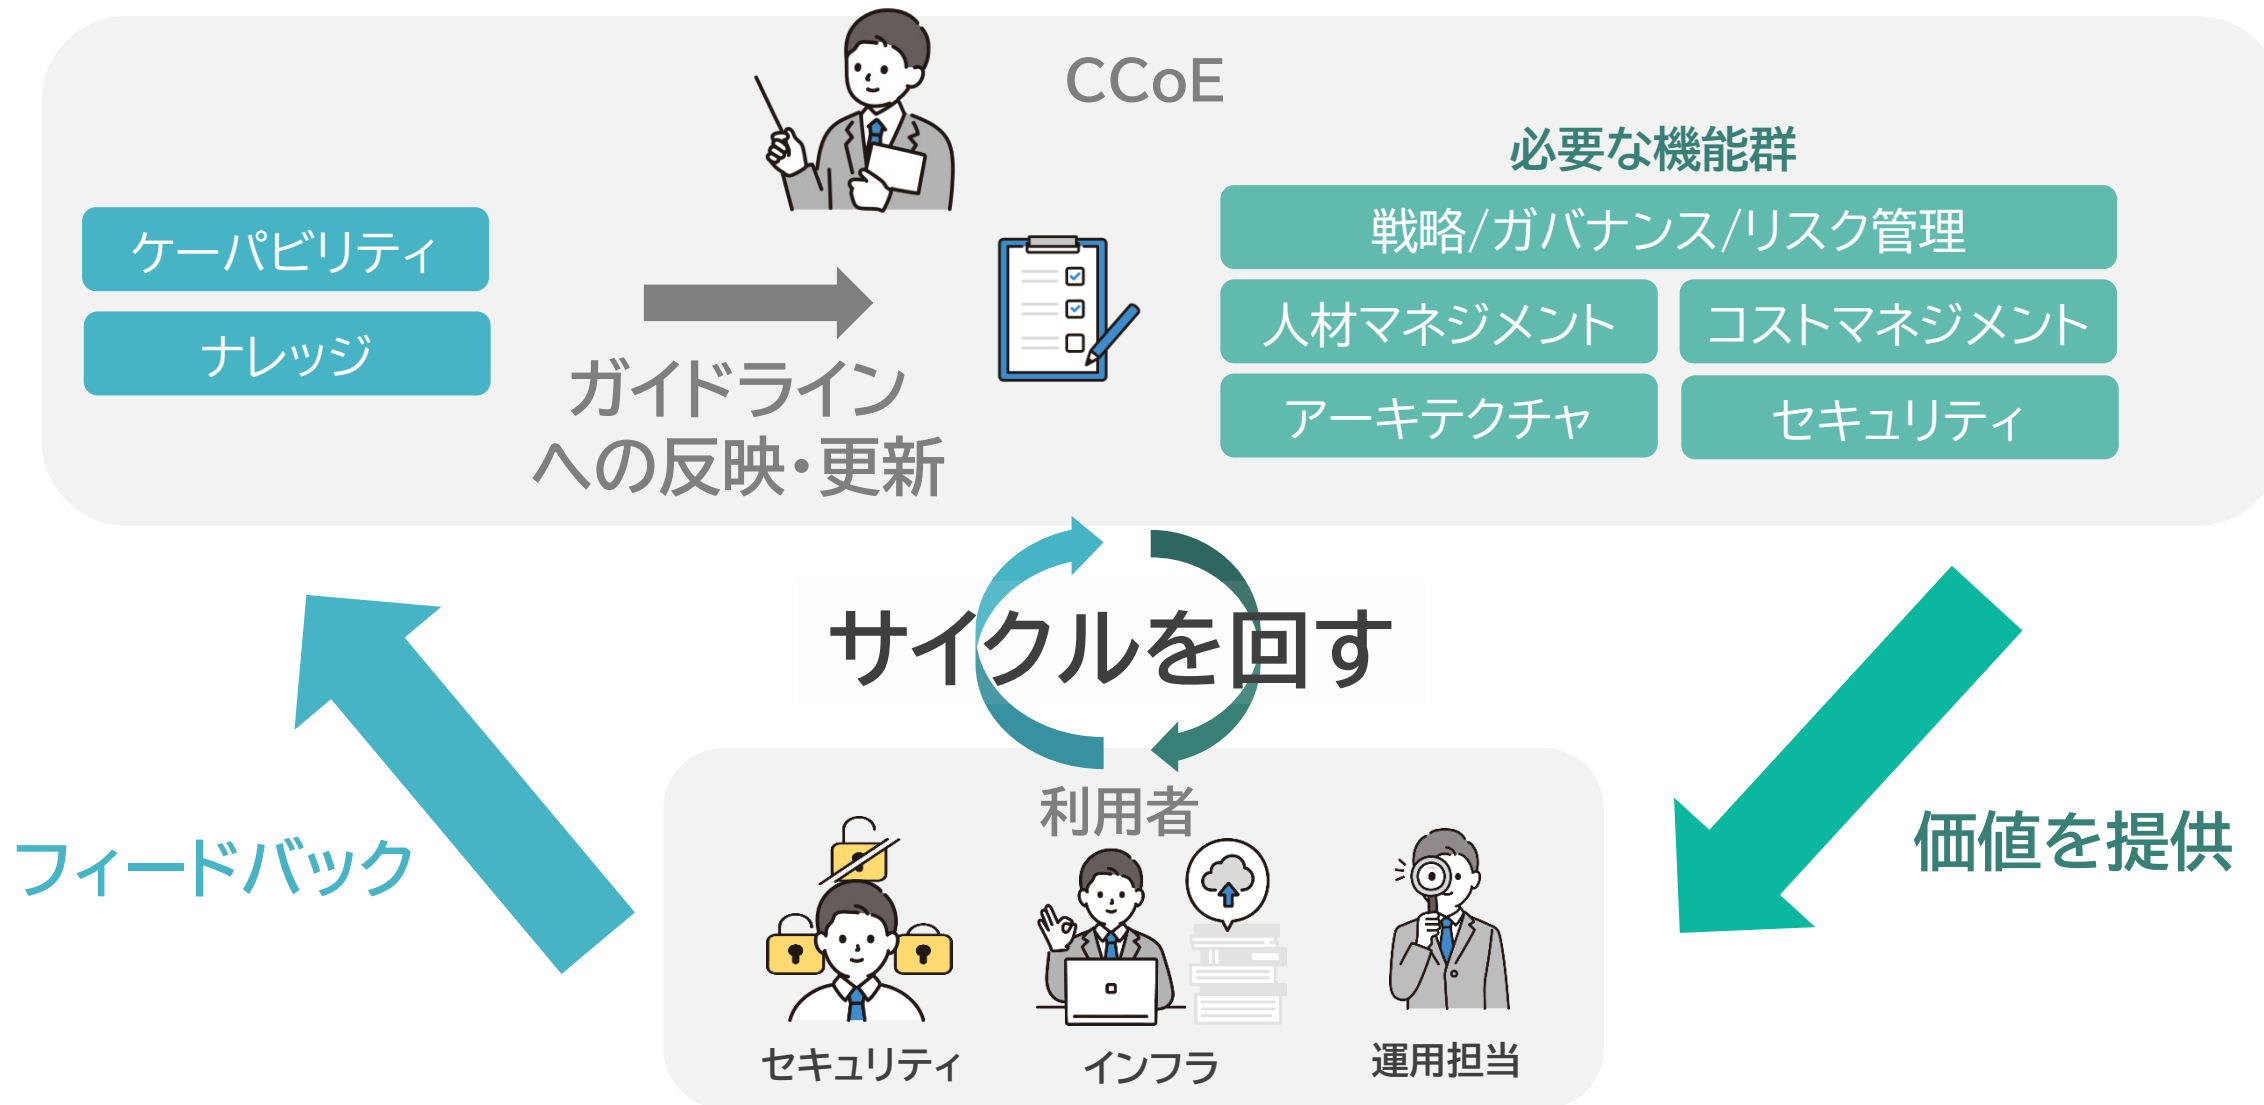 CCoE
必要な機能群
ケーパビリティ
ナレッジ
ガイドライン
への反映・更新
戦略/ガバナンス/リスク管理
人材マネジメント
コストマネジメント
アーキテクチャ
セキュリティ
サイクルを回す
フィードバック
価値を提供
利用者
セキュリティ
インフラ
運用担当